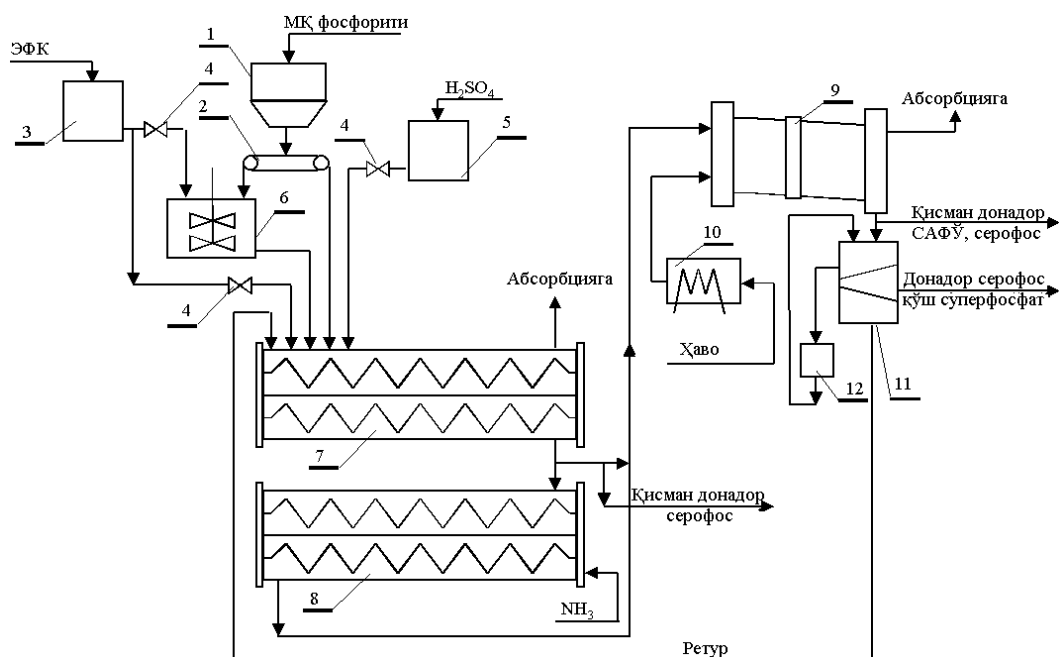 МҚ фосфорити
ЭФК
1
4
2
3
H₂SO₄
4
5
6
4
9
Абсорбцияга
Қисман донадор
САФЎ, серофос
10
Донадор серофос
қўш суперфосфат
Абсорбцияга
Ҳаво
12
11
7
Қисман донадор
серофос
8
NH₃
Ретур